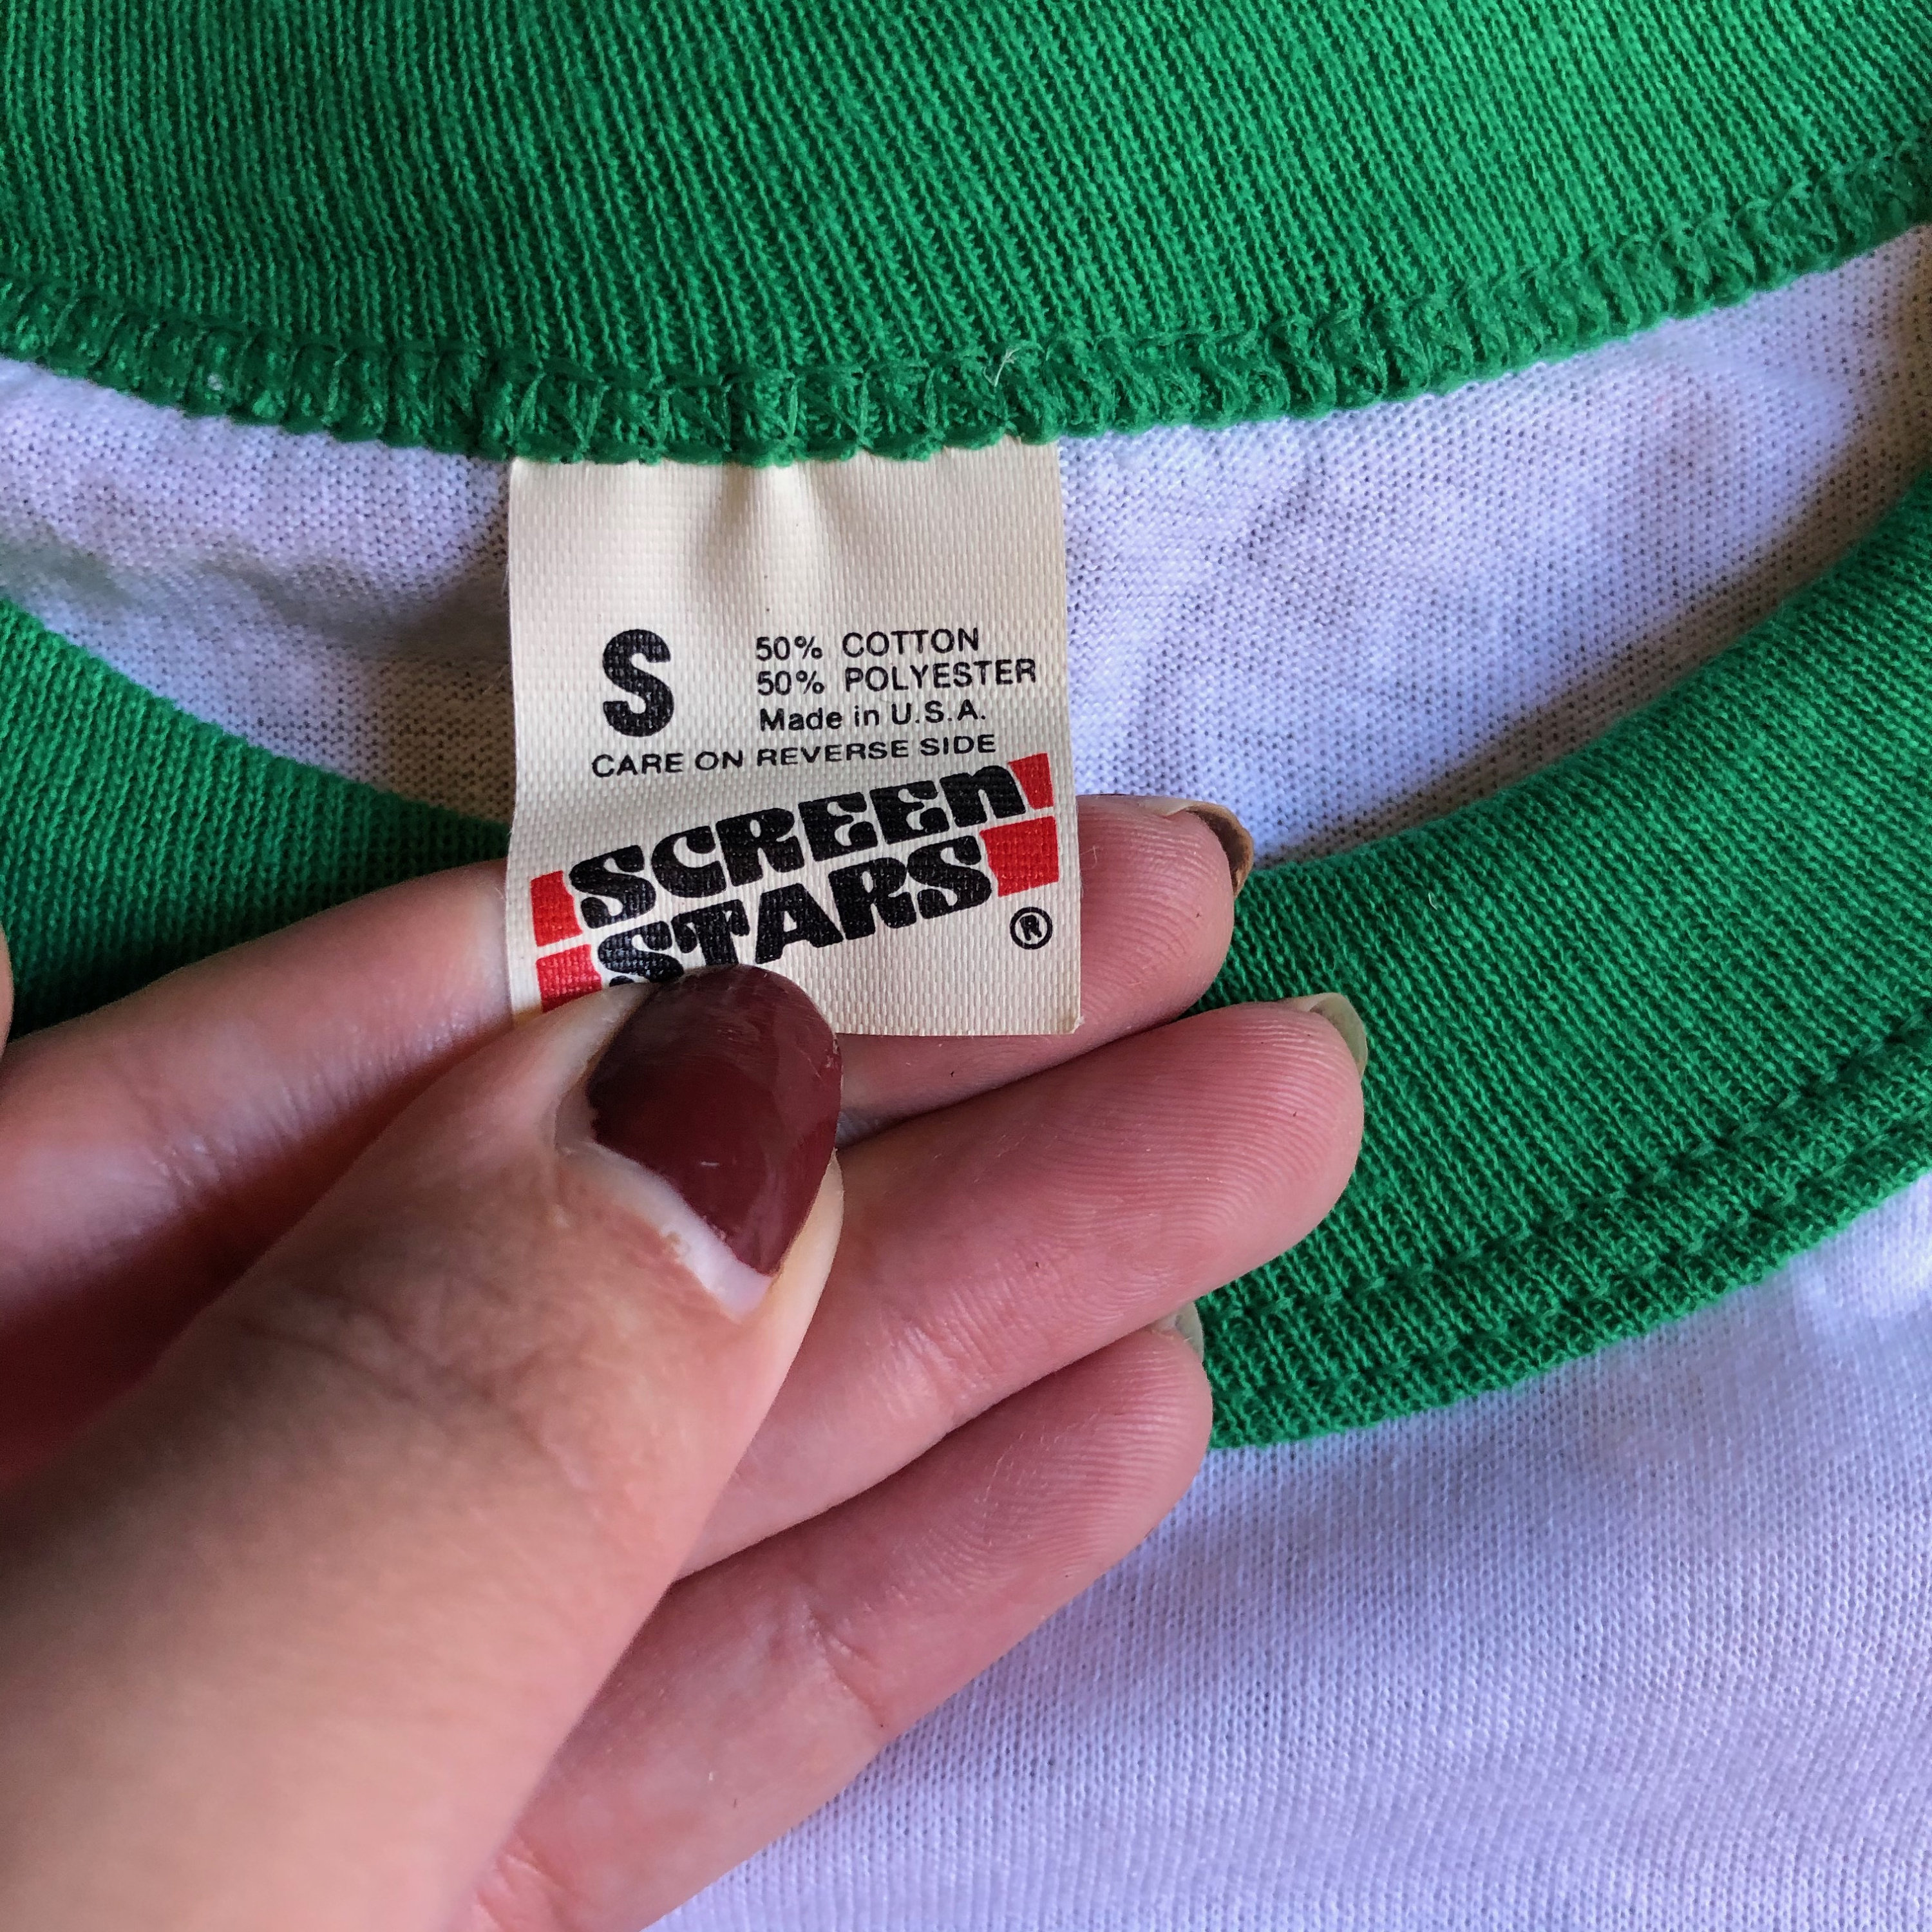 S
50% COTTON
50% POLYESTER
Made in U.S.A.
CARE ON REVERSE SIDE
SCREEN
STARS
®